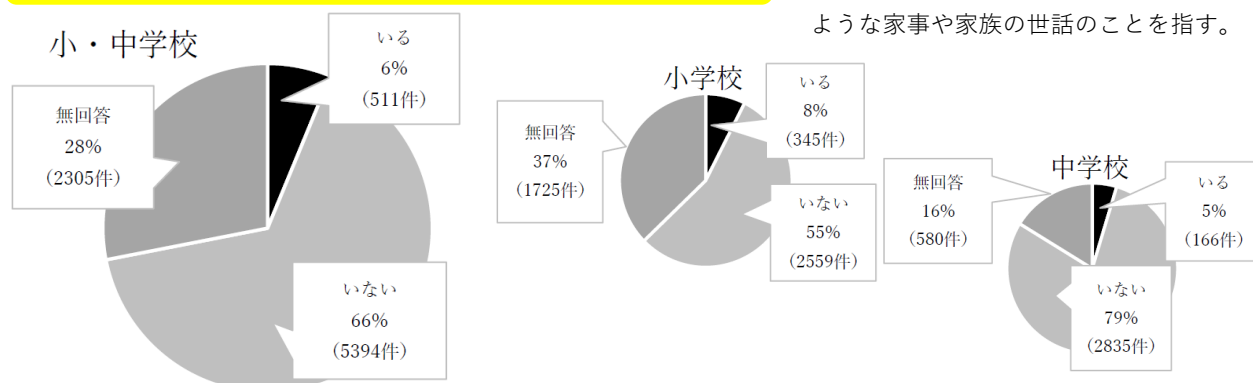 ような家事や家族の世話のことを指す。
小・中学校
いる
6%
(511件)
無回答
28%
(2305件)
いない
66%
(5394件)
小学校
いる
8%
(345件)
無回答
37%
(1725件)
いない
55%
(2559件)
中学校
いる
5%
(166件)
無回答
16%
(580件)
いない
79%
(2835件)